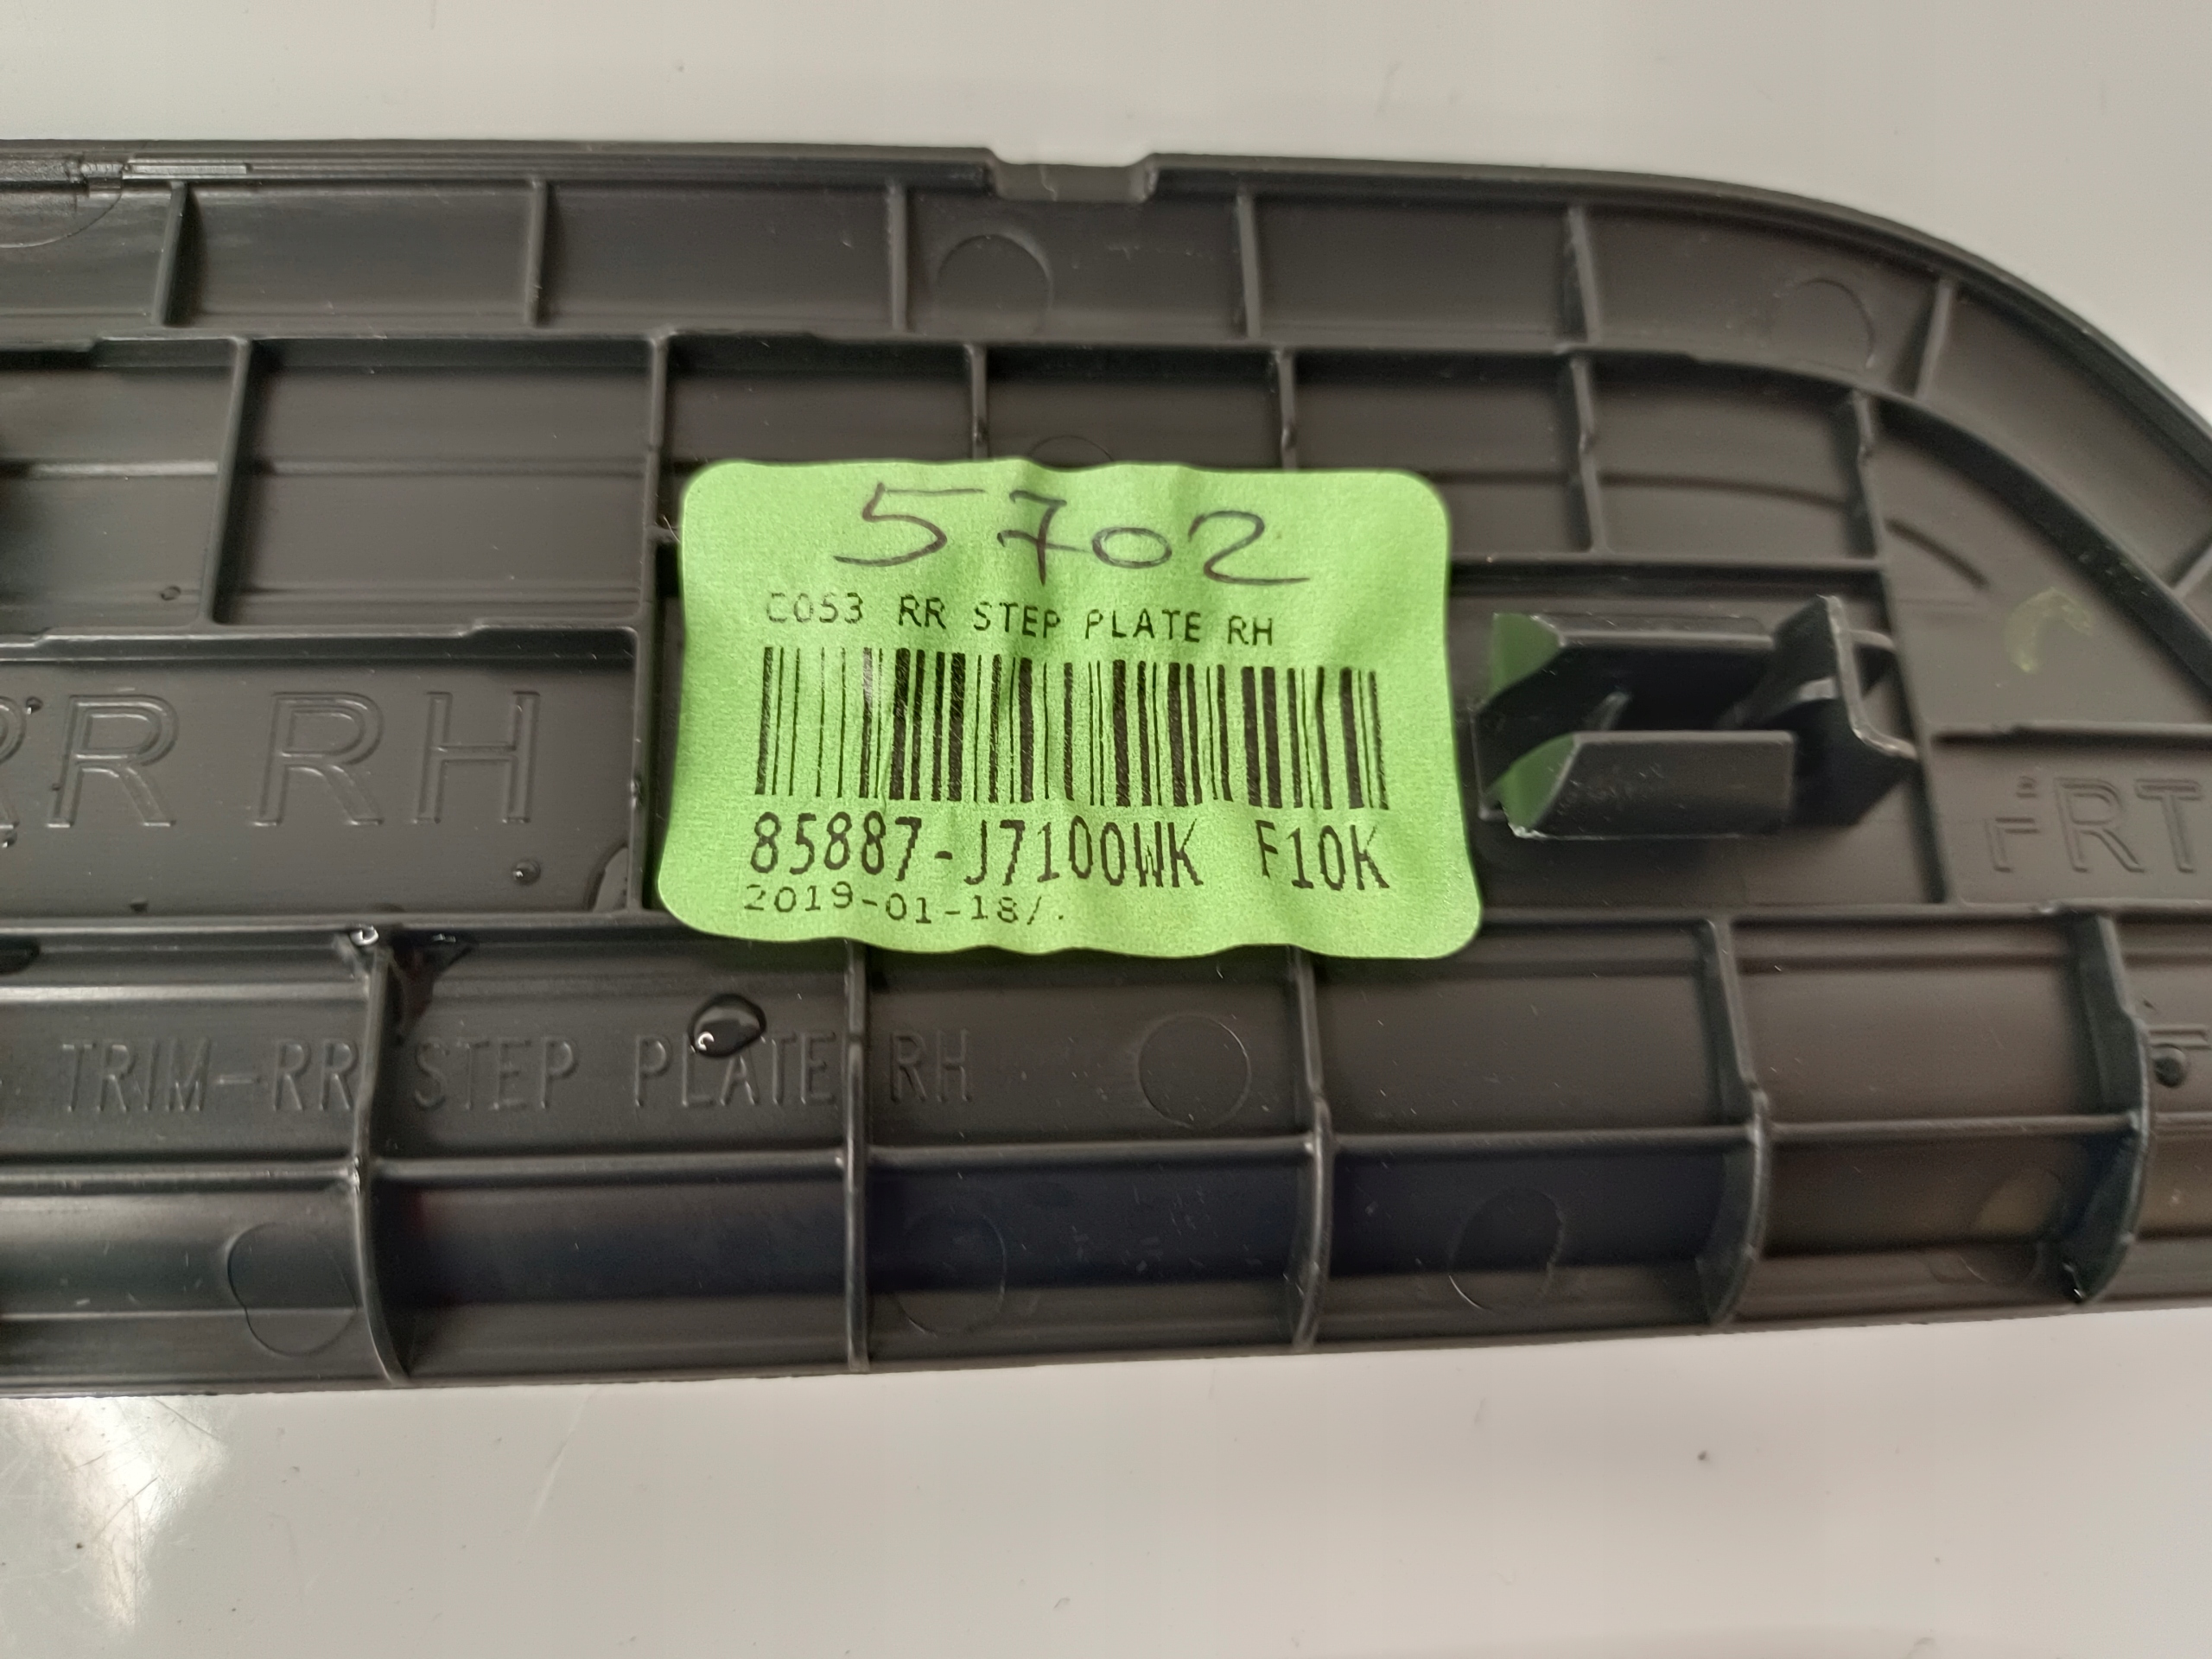 5702
C053 RR STEP PLATE RH
85887-J7100WK F10K
2019-01-18/.
RR RH
FRT
TRIM-RR STEP PLATE RH